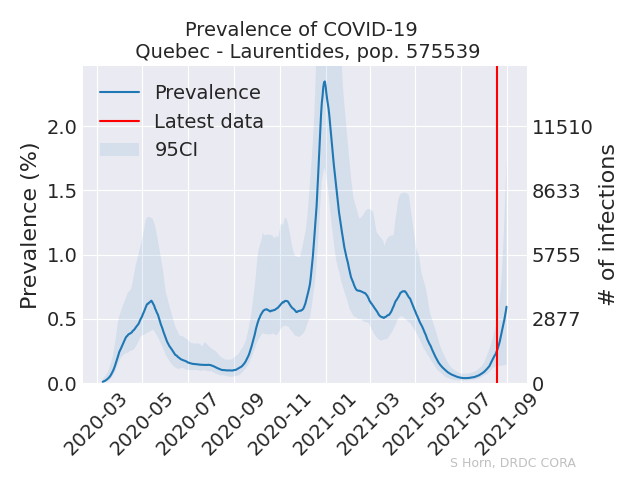 Prevalence of COVID-19
Quebec - Laurentides, pop. 575539
Prevalence
Latest data
95CI
Prevalence (%)
2.0
1.5
1.0
0.5
0.0
# of infections
11510
8633
5755
2877
0
2020-03
2020-05
2020-07
2020-09
2020-11
2021-01
2021-03
2021-05
2021-07
2021-09
S Horn, DRDC CORA